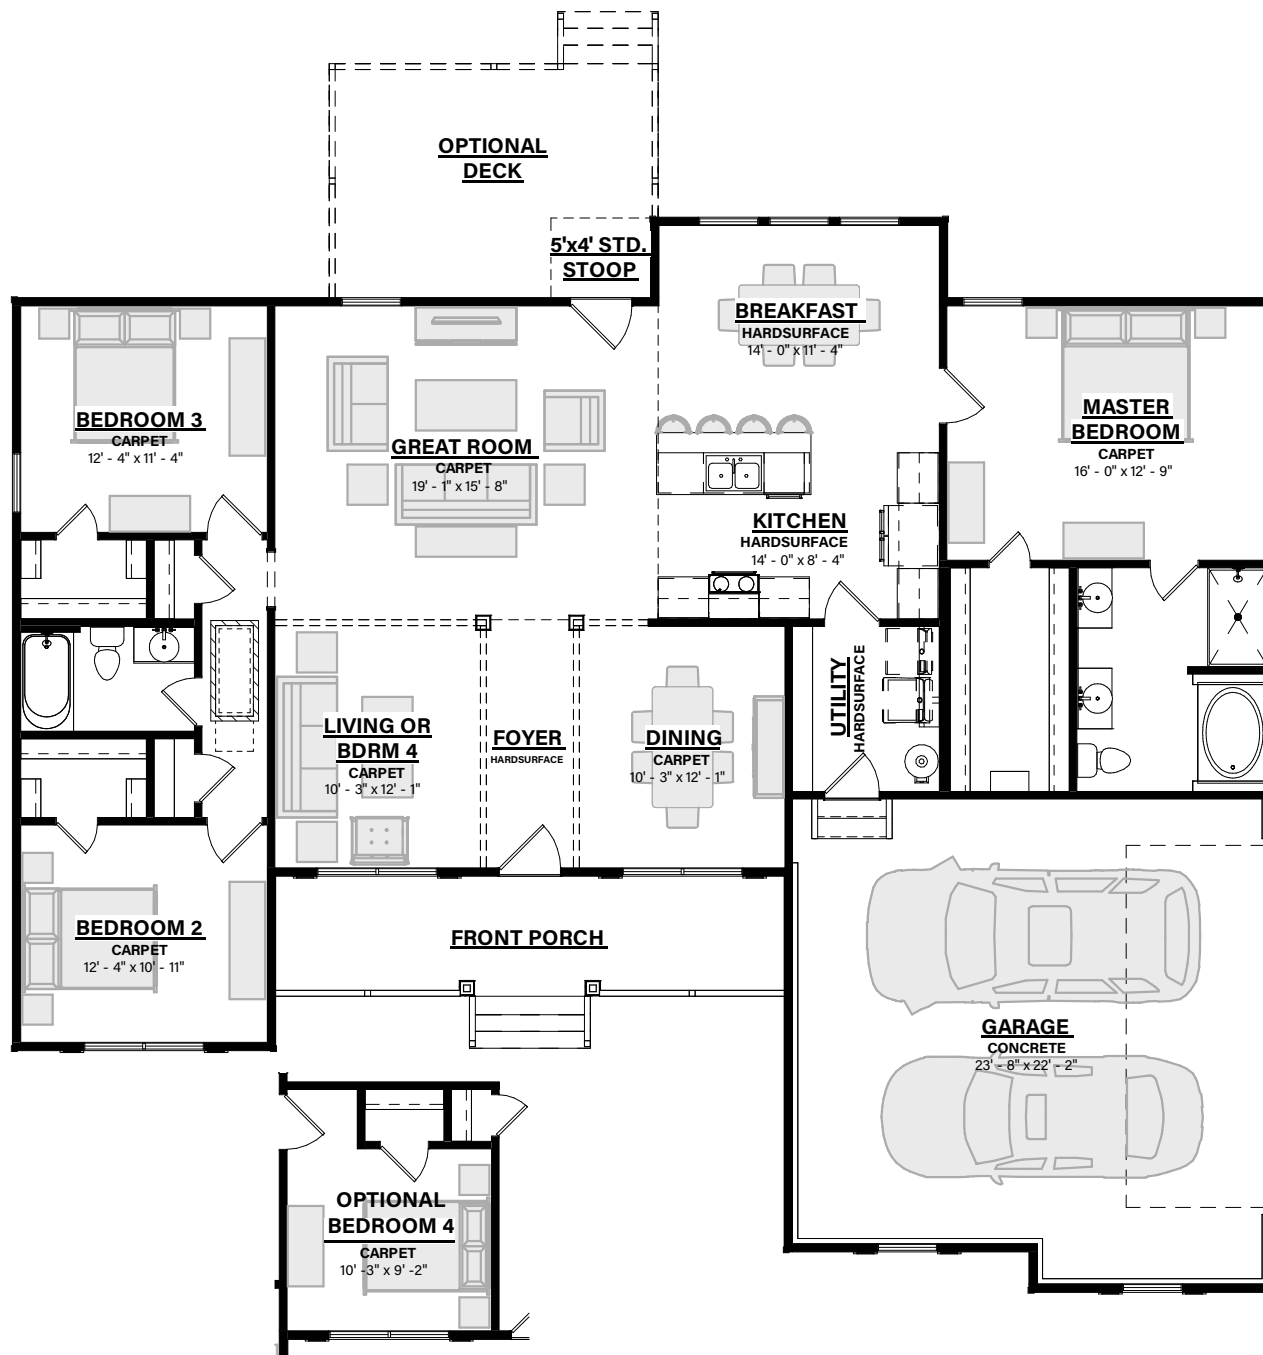 OPTIONAL
DECK
5'x4' STD.
STOOP
BREAKFAST
HARDSURFACE
14' - 0" x 11' - 4"
BEDROOM 3
CARPET
12' - 4" x 11' - 4"
GREAT ROOM
CARPET
19' - 1" x 15' - 8"
MASTER
BEDROOM
CARPET
16' - 0" x 12' - 9"
KITCHEN
HARDSURFACE
14' - 0" x 8' - 4"
LIVING OR
BDRM 4
CARPET
10' - 3" x 12' - 1"
FOYER
HARDSURFACE
DINING
CARPET
10' - 3" x 12' - 1"
UTILITY
HARDSURFACE
BEDROOM 2
CARPET
12' - 4" x 10' - 11"
FRONT PORCH
GARAGE
CONCRETE
23' - 8" x 22' - 2"
OPTIONAL
BEDROOM 4
CARPET
10' -3" x 9' -2"